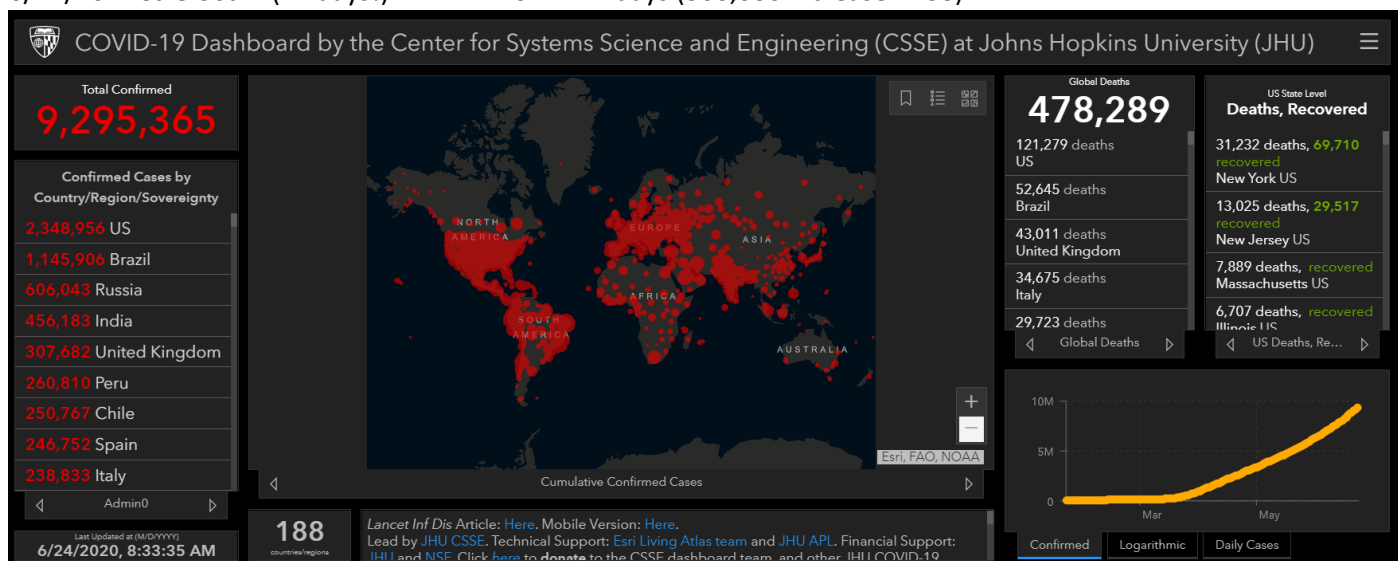 COVID-19 Dashboard by the Center for Systems Science and Engineering (CSSE) at Johns Hopkins University (JHU)
Total Confirmed
9,295,365
Confirmed Cases by
Country/Region/Sovereignty
2,348,956 US
1,145,906 Brazil
606,043 Russia
456,183 India
307,682 United Kingdom
260,810 Peru
250,767 Chile
246,752 Spain
238,833 Italy
Admin0
Last Updated at (M/D/YYYY)
6/24/2020, 8:33:35 AM
NORTH
AMERICA
SOUTH
AMERICA
EUROPE
AFRICA
ASIA
AUSTRALIA
Esri, FAO, NOAA
Cumulative Confirmed Cases
188
countries/regions
Lancet Inf Dis Article: Here. Mobile Version: Here.
Lead by JHU CSSE. Technical Support: Esri Living Atlas team and JHU APL. Financial Support:
JHU and NSF. Click here to donate to the CSSE dashboard team, and other JHU COVID-19
Global Deaths
478,289
121,279 deaths
US
52,645 deaths
Brazil
43,011 deaths
United Kingdom
34,675 deaths
Italy
29,723 deaths
Global Deaths
US State Level
Deaths, Recovered
31,232 deaths, 69,710
recovered
New York US
13,025 deaths, 29,517
recovered
New Jersey US
7,889 deaths, recovered
Massachusetts US
6,707 deaths, recovered
Illinois US
US Deaths, Re...
10M
5M
0
Mar
May
Confirmed
Logarithmic
Daily Cases